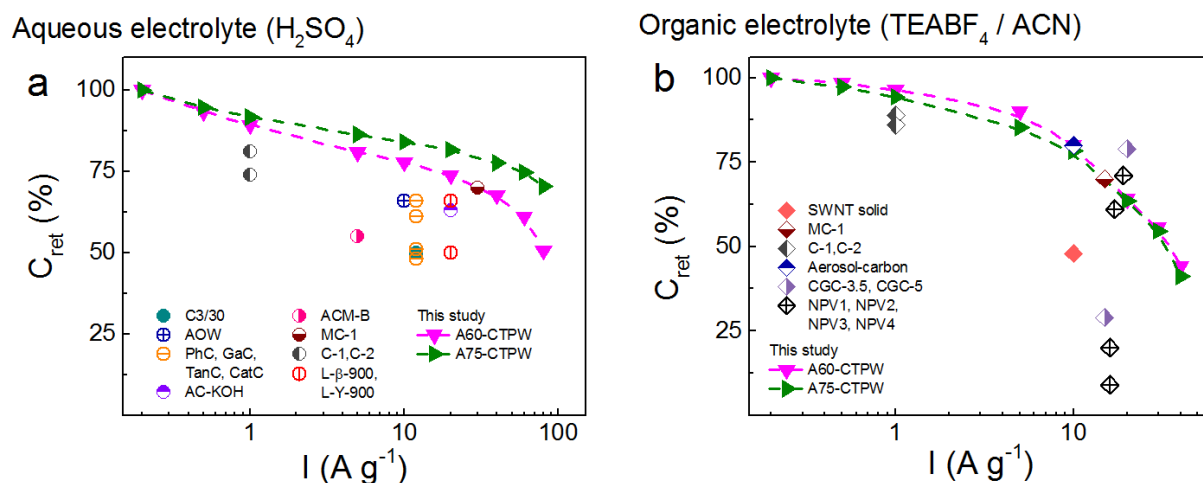 Aqueous electrolyte (H₂SO₄)
a
100
75
50
25
C_ret (%)
C3/30
AOW
PhC, GaC,
TanC, CatC
AC-KOH
ACM-B
MC-1
C-1,C-2
L-β-900,
L-Y-900
This study
A60-CTPW
A75-CTPW
1
10
100
I (A g⁻¹)
Organic electrolyte (TEABF₄ / ACN)
b
100
75
50
25
C_ret (%)
SWNT solid
MC-1
C-1,C-2
Aerosol-carbon
CGC-3.5, CGC-5
NPV1, NPV2,
NPV3, NPV4
This study
A60-CTPW
A75-CTPW
1
10
I (A g⁻¹)